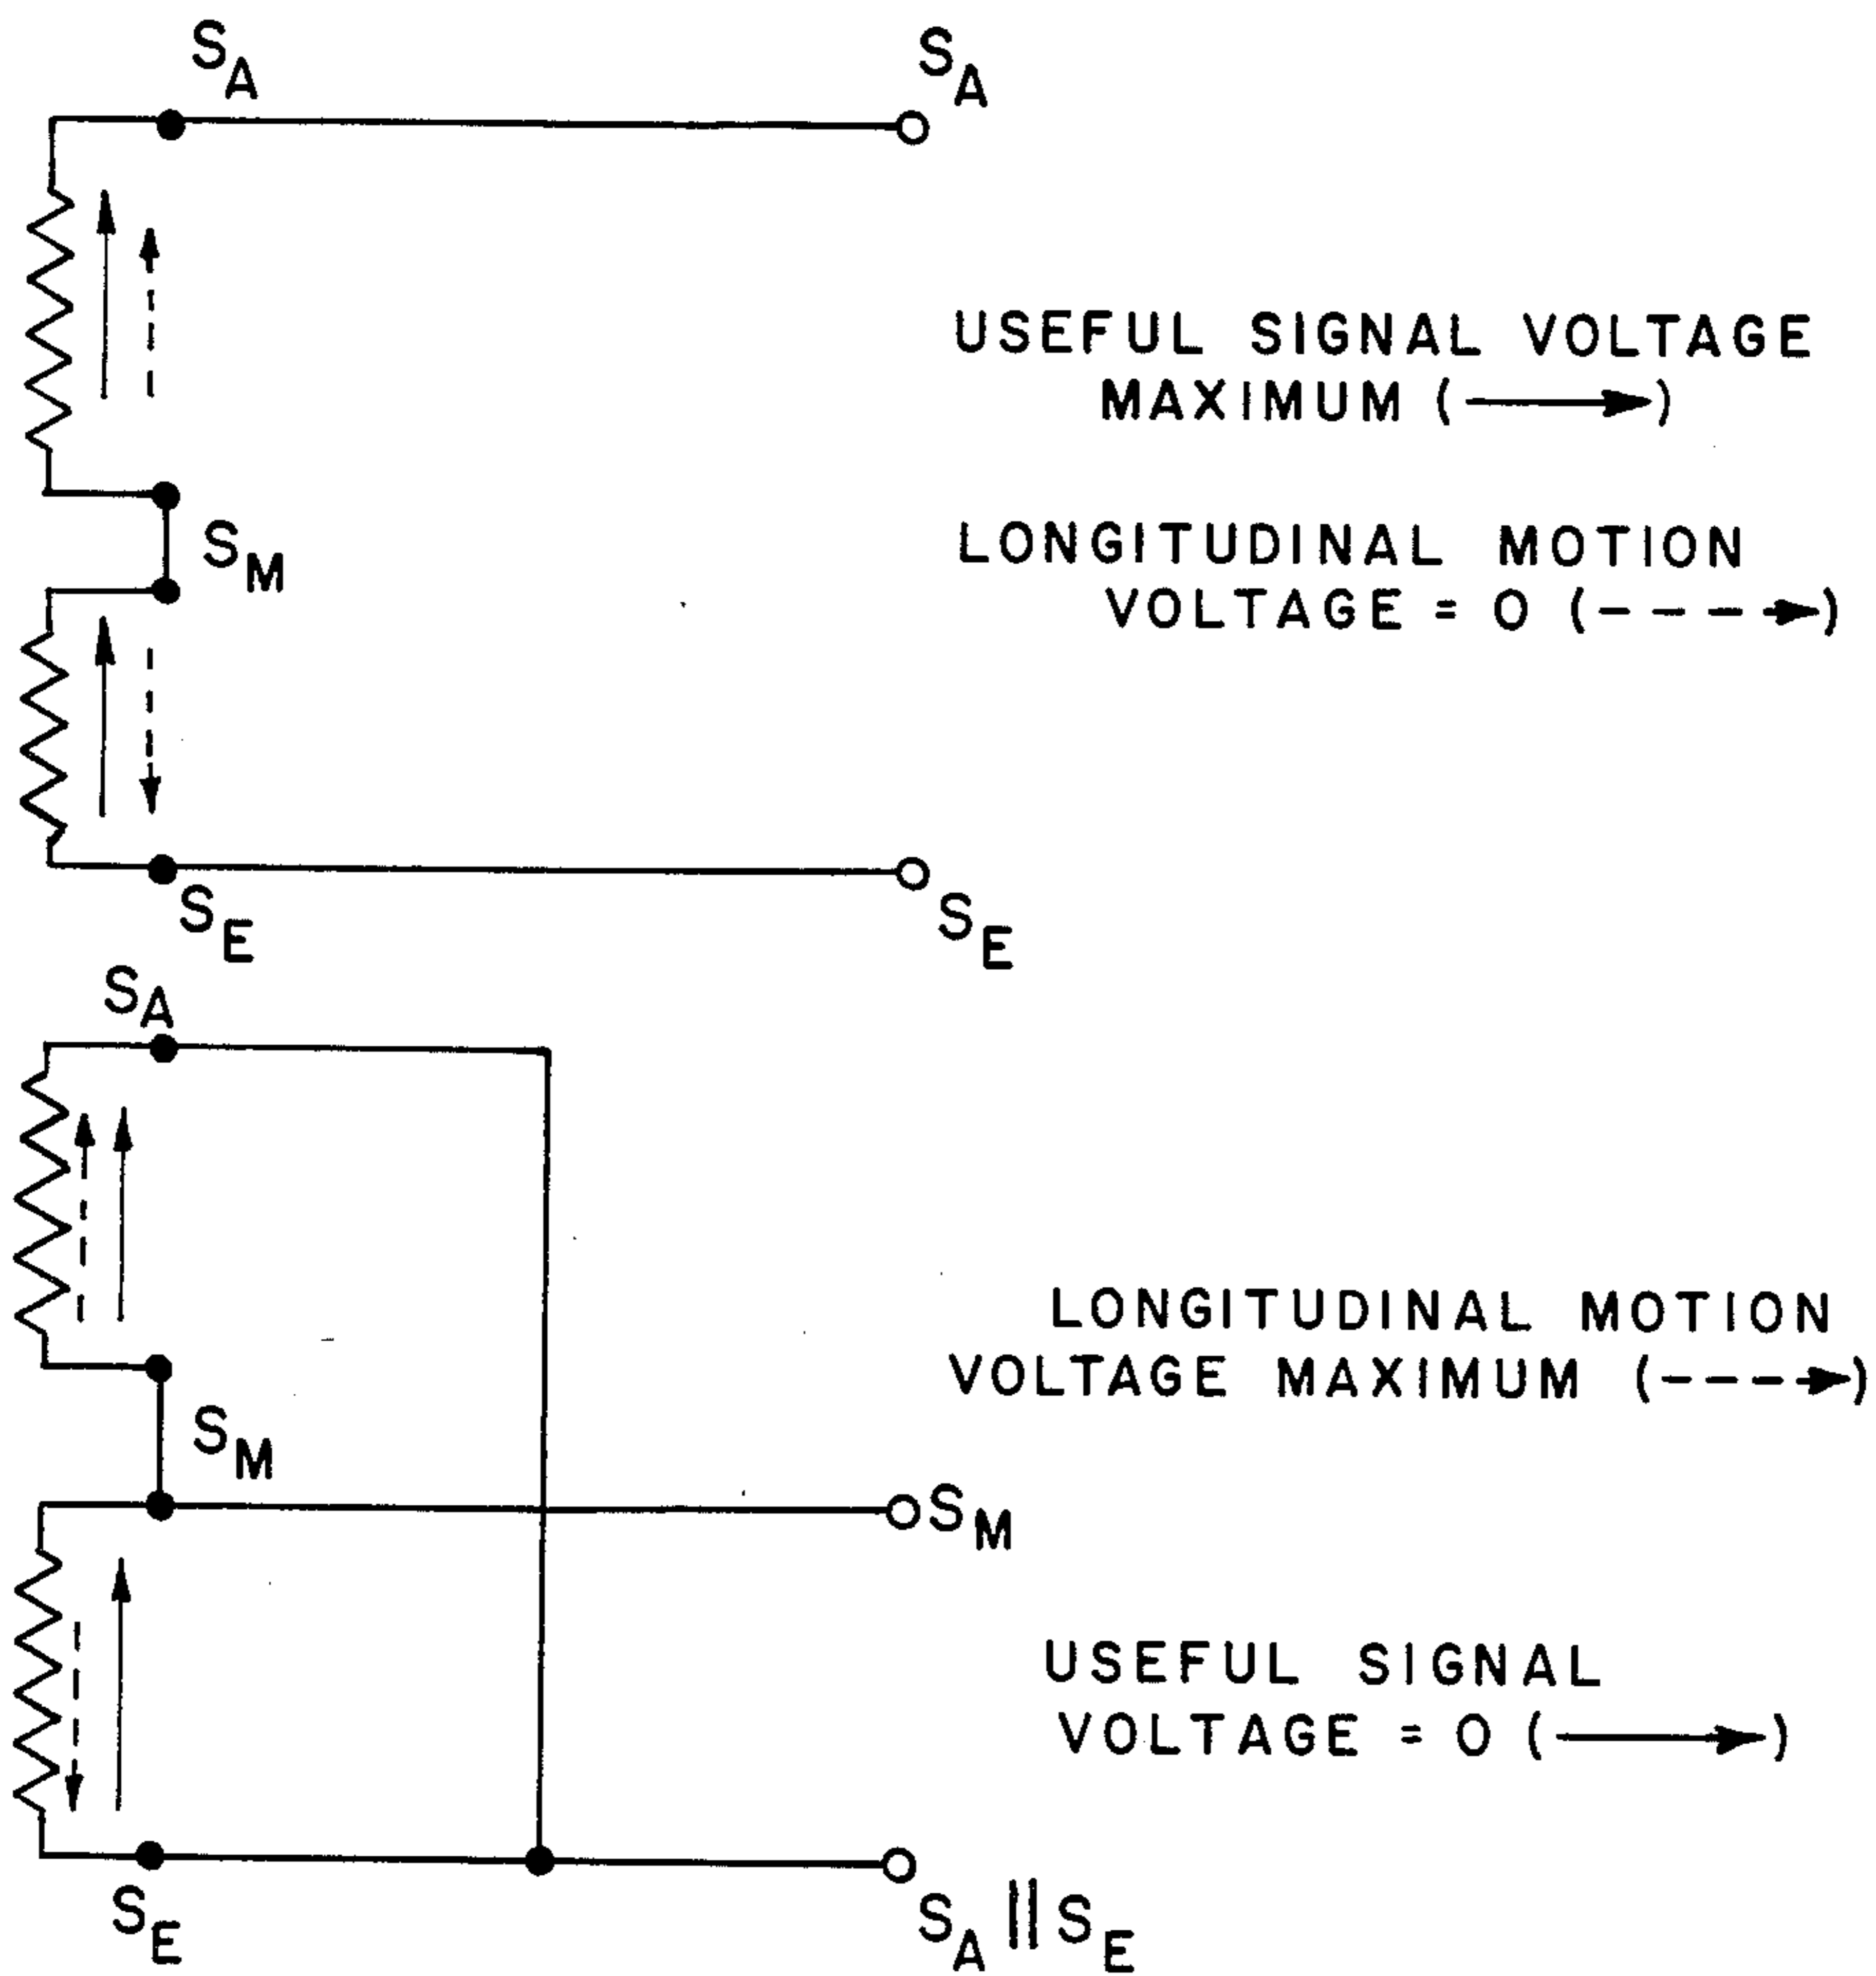 S_A
S_A
USEFUL SIGNAL VOLTAGE
MAXIMUM (⟶)
S_M
LONGITUDINAL MOTION
VOLTAGE = 0 (---➤)
S_E
S_E
S_A
LONGITUDINAL MOTION
VOLTAGE MAXIMUM (---➤)
S_M
S_M
USEFUL SIGNAL
VOLTAGE = 0 (⟶)
S_E
S_A || S_E